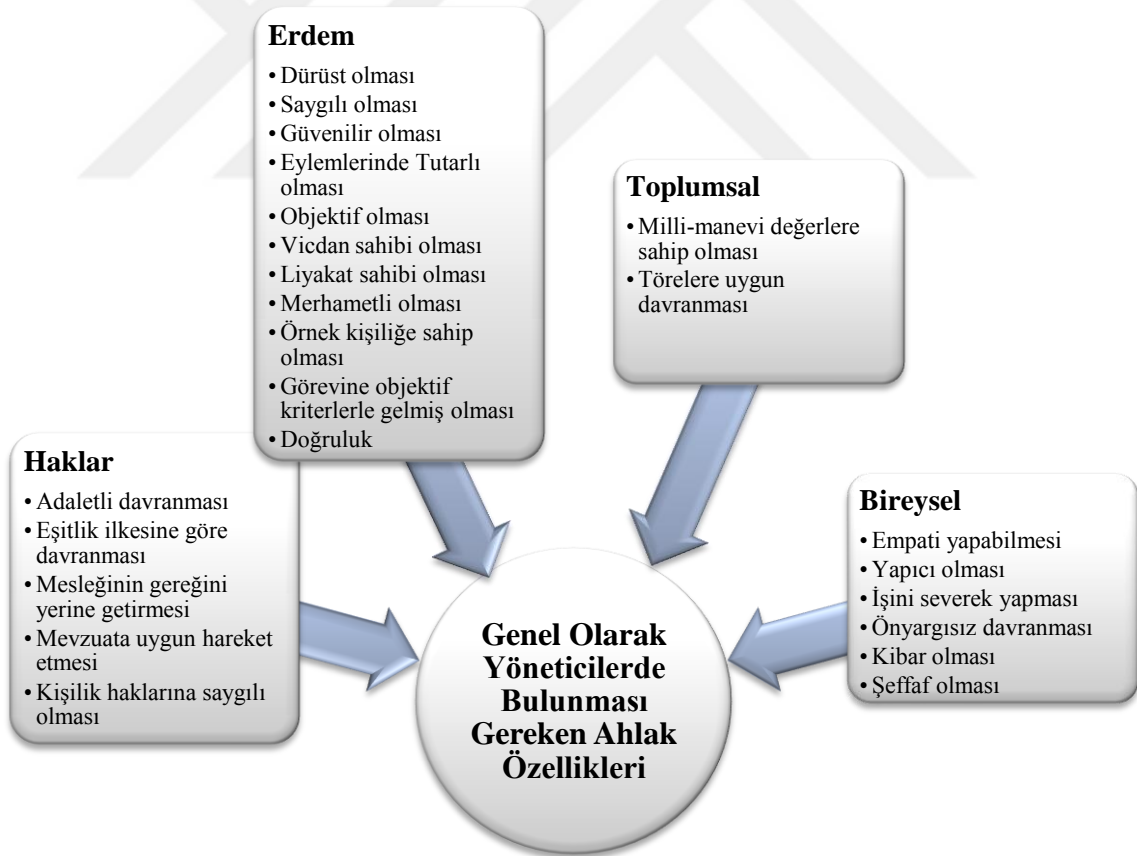 Erdem
• Dürüst olması
• Saygılı olması
• Güvenilir olması
• Eylemlerinde Tutarlı
olması
• Objektif olması
• Vicdan sahibi olması
• Liyakat sahibi olması
• Merhametli olması
• Örnek kişiliğe sahip
olması
• Görevine objektif
kriterlerle gelmiş olması
• Doğruluk
Toplumsal
• Milli-manevi değerlere
sahip olması
• Törelere uygun
davranması
Haklar
• Adaletli davranması
• Eşitlik ilkesine göre
davranması
• Mesleğinin gereğini
yerine getirmesi
• Mevzuata uygun hareket
etmesi
• Kişilik haklarına saygılı
olması
Bireysel
• Empati yapabilmesi
• Yapıcı olması
• İşini severek yapması
• Önyargısız davranması
• Kibar olması
• Şeffaf olması
Genel Olarak
Yöneticilerde
Bulunması
Gereken Ahlak
Özellikleri